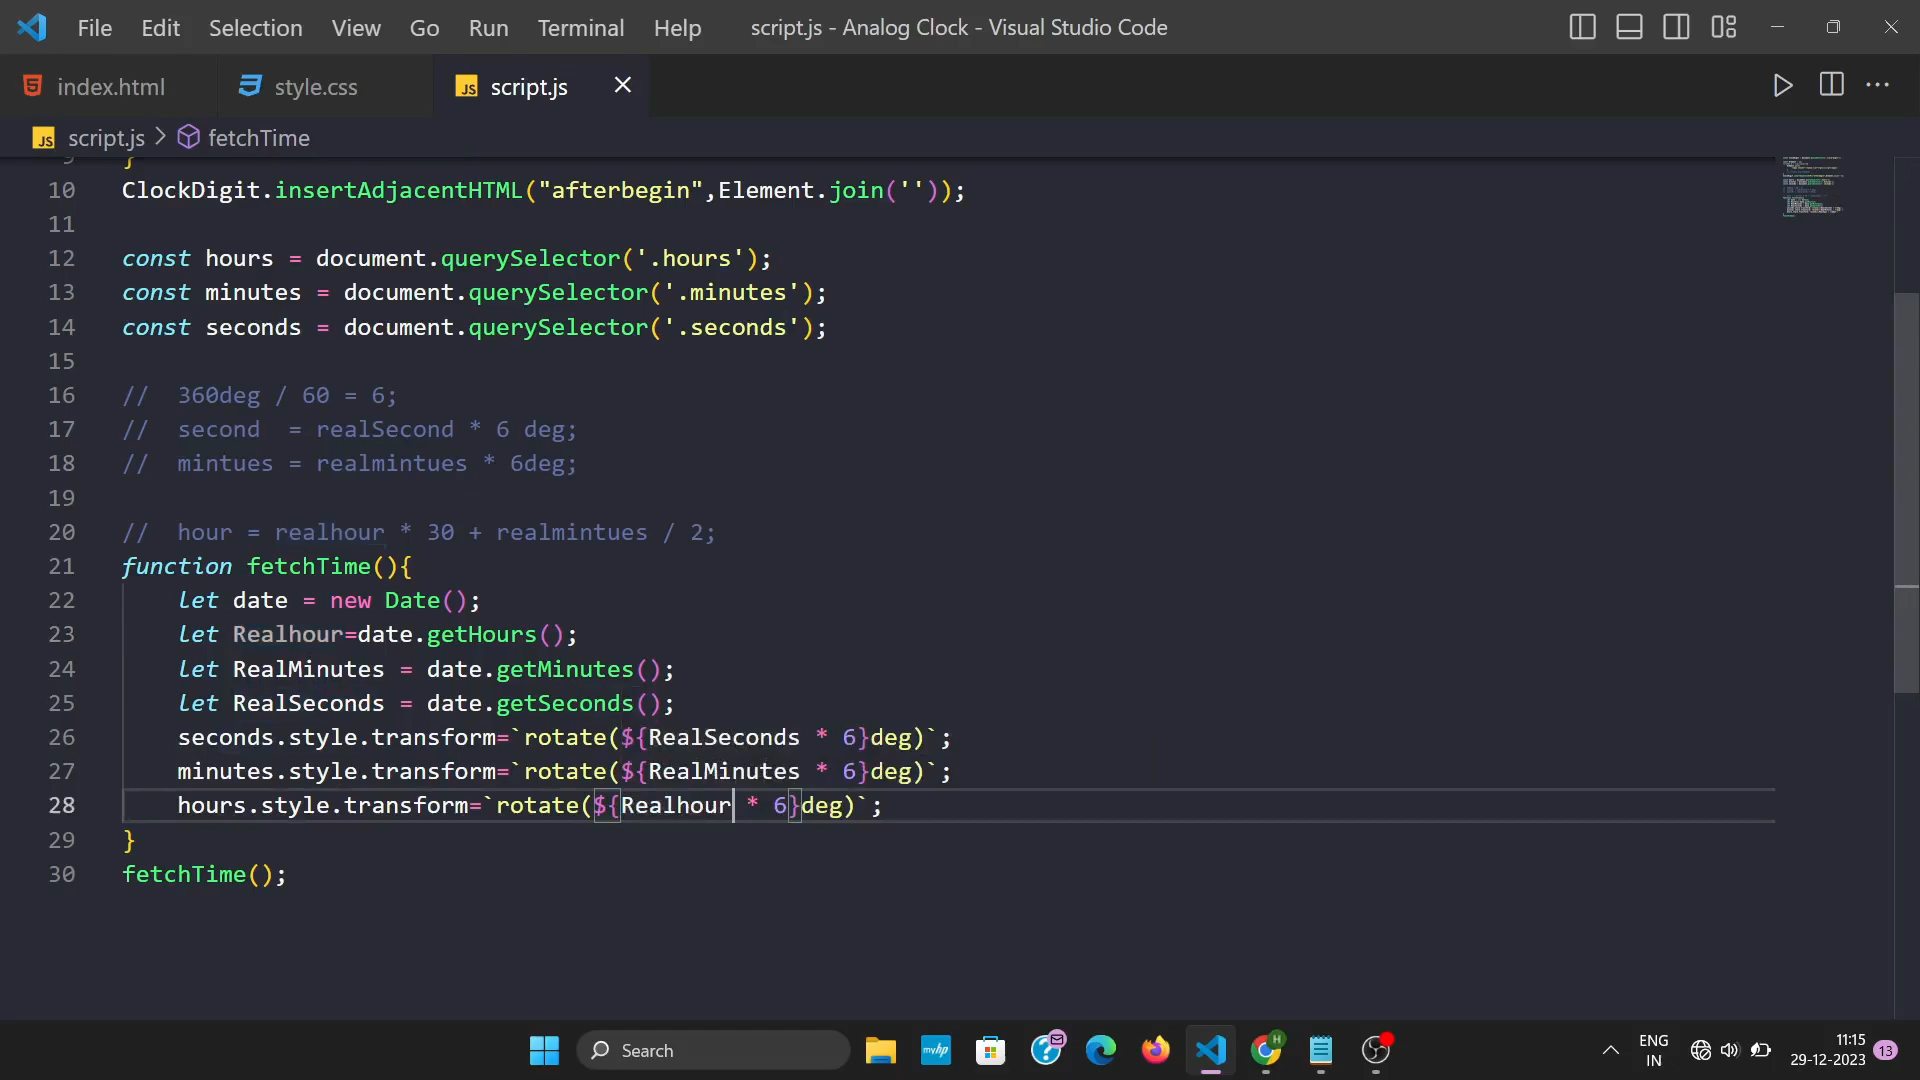 File Edit Selection View Go Run Terminal Help script.js - Analog Clock - Visual Studio Code
index.html style.css JS script.js
JS script.js > fetchTime
9 }
10 ClockDigit.insertAdjacentHTML("afterbegin",Element.join(''));
11
12 const hours = document.querySelector('.hours');
13 const minutes = document.querySelector('.minutes');
14 const seconds = document.querySelector('.seconds');
15
16 //  360deg / 60 = 6;
17 //  second  = realSecond * 6 deg;
18 //  mintues = realmintues * 6deg;
19
20 //  hour = realhour * 30 + realmintues / 2;
21 function fetchTime(){
22     let date = new Date();
23     let Realhour=date.getHours();
24     let RealMinutes = date.getMinutes();
25     let RealSeconds = date.getSeconds();
26     seconds.style.transform=`rotate(${RealSeconds * 6}deg)`;
27     minutes.style.transform=`rotate(${RealMinutes * 6}deg)`;
28     hours.style.transform=`rotate(${Realhour * 6}deg)`;
29 }
30 fetchTime();
Search myhp H ENG 11:15
IN 29-12-2023 13